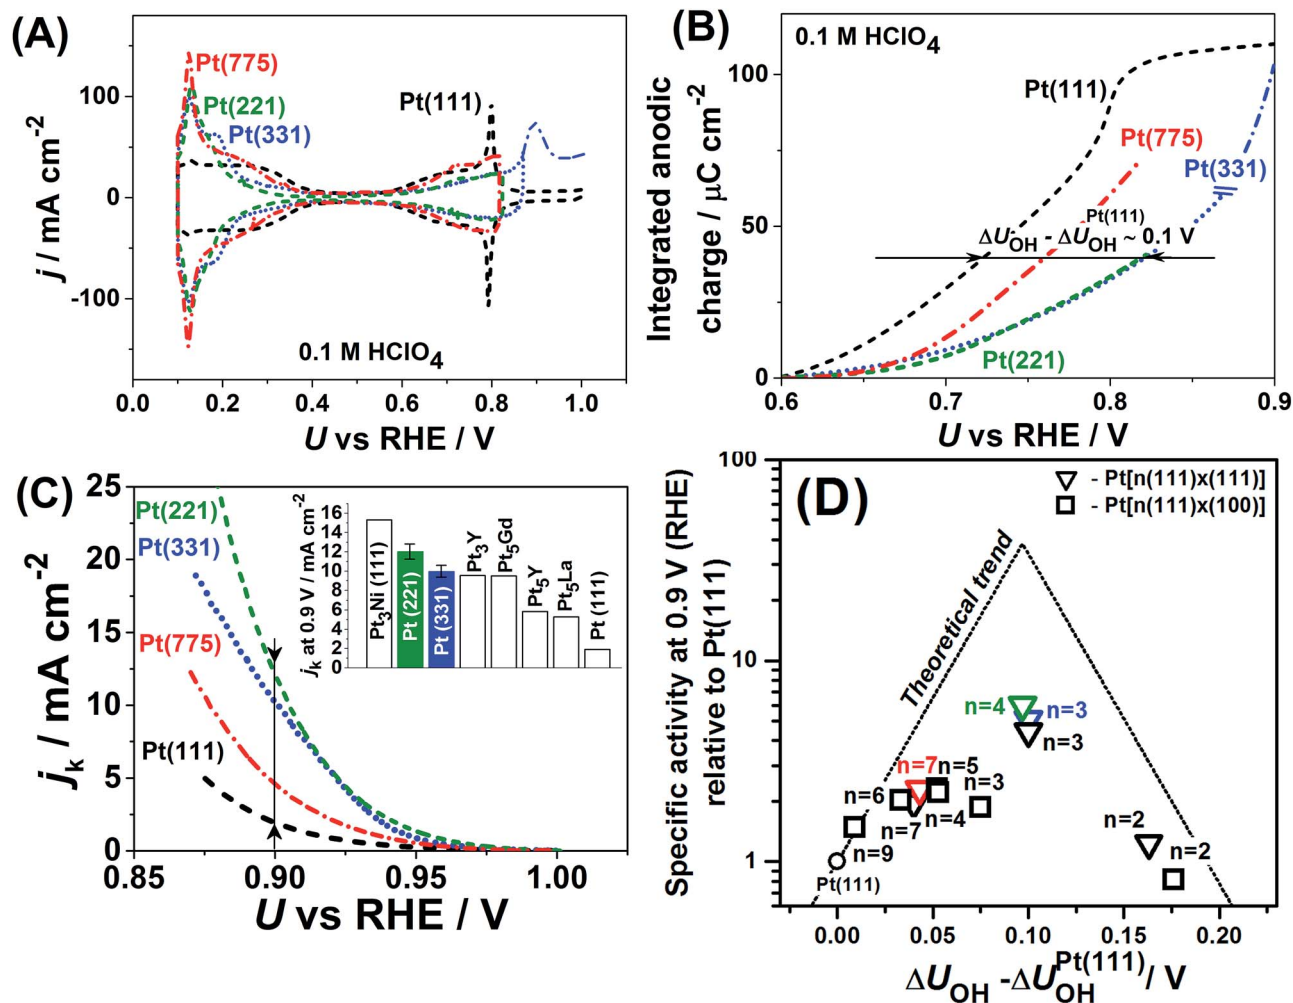 (A)
Pt(775)
Pt(221)
Pt(331)
Pt(111)
0.1 M HClO4
j / mA cm-2
100
0
-100
0.0 0.2 0.4 0.6 0.8 1.0
U vs RHE / V
(B)
0.1 M HClO4
Pt(111)
Pt(775)
Pt(331)
ΔUOH - ΔUOH Pt(111) ~ 0.1 V
Pt(221)
Integrated anodic
charge / μC cm-2
100
50
0
0.6 0.7 0.8 0.9
U vs RHE / V
(C)
Pt(221)
Pt(331)
Pt(775)
Pt(111)
jk / mA cm-2
25
20
15
10
5
0
0.85 0.90 0.95 1.00
U vs RHE / V
jk at 0.9 V / mA cm-2
16
14
12
10
8
6
4
2
0
Pt3Ni (111)
Pt (221)
Pt (331)
Pt3Y
Pt5Gd
Pt5Y
Pt5La
Pt (111)
(D)
- Pt[n(111)x(111)]
- Pt[n(111)x(100)]
Theoretical trend
n=4
n=3
n=3
n=7
n=5
n=3
n=6
n=4
n=7
n=9
n=2
n=2
Pt(111)
Specific activity at 0.9 V (RHE)
relative to Pt(111)
100
10
1
0.00 0.05 0.10 0.15 0.20
ΔUOH -ΔUOH Pt(111)/ V